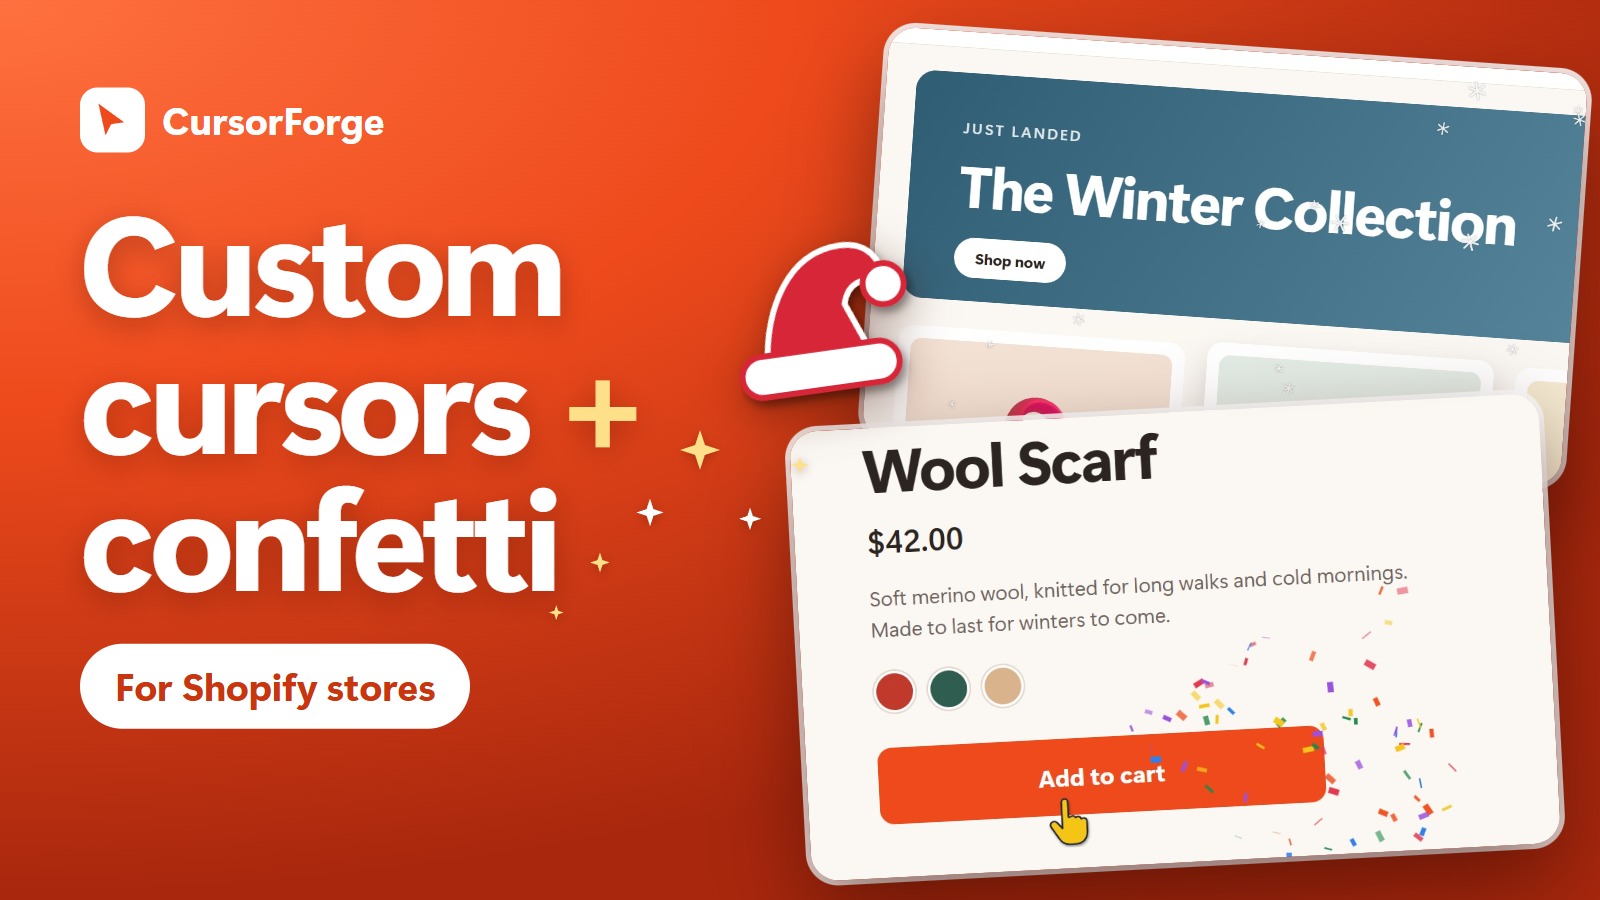 CursorForge
Custom
cursors +
confetti
For Shopify stores
JUST LANDED
The Winter Collection
Shop now
Wool Scarf
$42.00
Soft merino wool, knitted for long walks and cold mornings.
Made to last for winters to come.
Add to cart